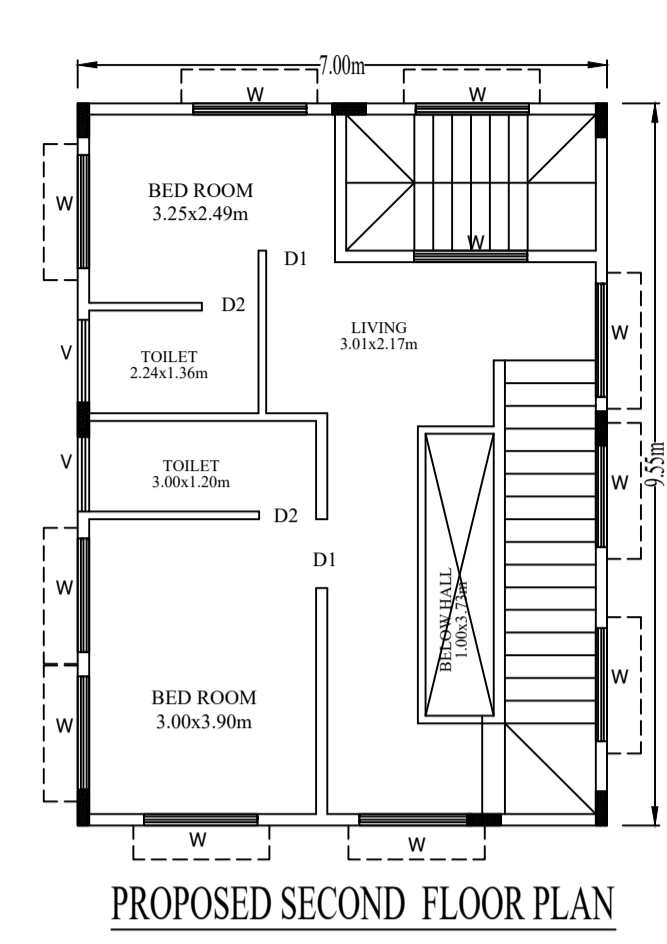 7.00m
W
W
W
BED ROOM
3.25x2.49m
W
D1
D2
LIVING
3.01x2.17m
W
V
TOILET
2.24x1.36m
9.55m
V
TOILET
3.00x1.20m
W
D2
D1
W
BELOW HALL
1.00x3.73m
W
BED ROOM
3.00x3.90m
W
W
W
PROPOSED SECOND FLOOR PLAN